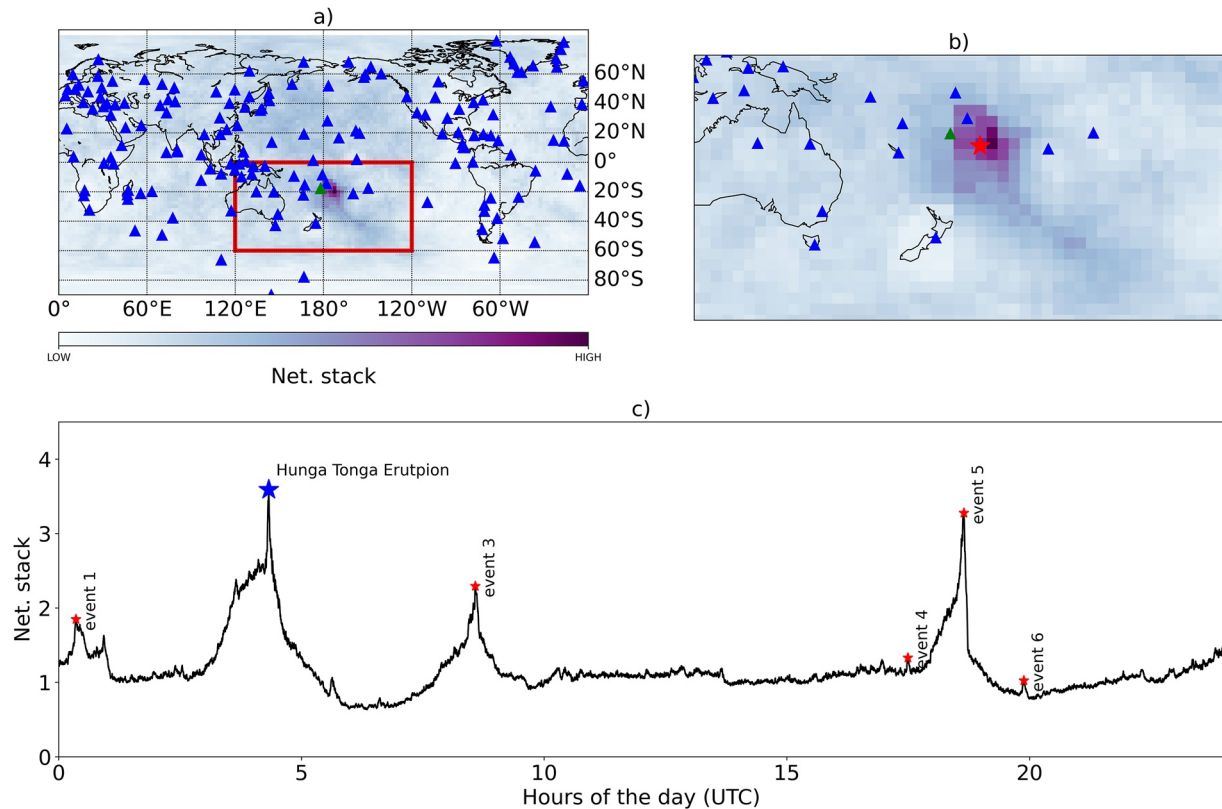 a)
60°N
40°N
20°N
0°
20°S
40°S
60°S
80°S
0° 60°E 120°E 180° 120°W 60°W
LOW HIGH
Net. stack
b)
c)
Net. stack
4
3
2
1
0
Hunga Tonga Erutpion
event 1
event 3
event 4
event 5
event 6
0 5 10 15 20
Hours of the day (UTC)